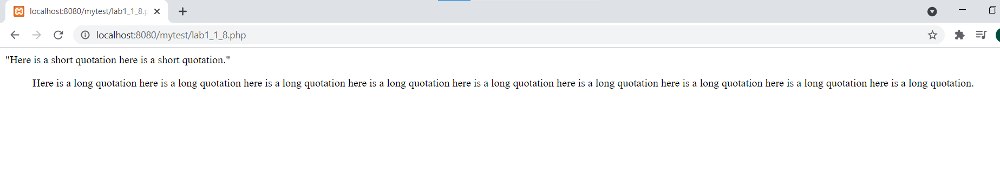 localhost:8080/mytest/lab1_1_8.p
localhost:8080/mytest/lab1_1_8.php
"Here is a short quotation here is a short quotation."
Here is a long quotation here is a long quotation here is a long quotation here is a long quotation here is a long quotation here is a long quotation here is a long quotation here is a long quotation here is a long quotation.